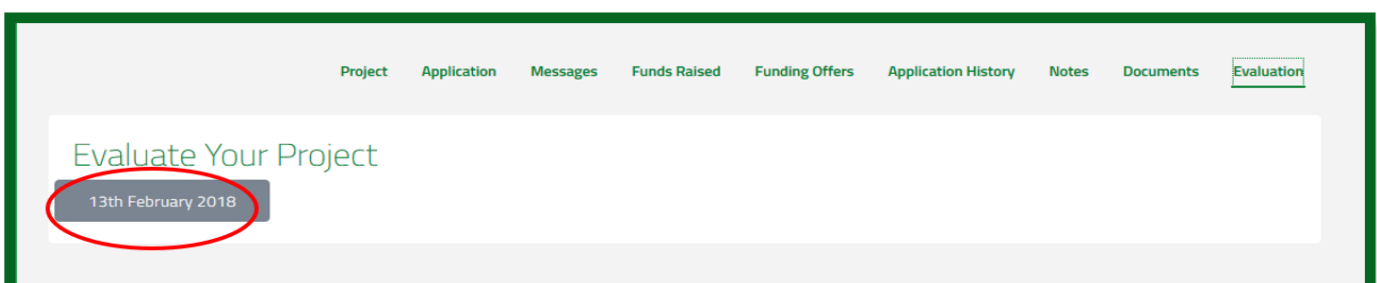 Project Application Messages Funds Raised Funding Offers Application History Notes Documents Evaluation
Evaluate Your Project
13th February 2018